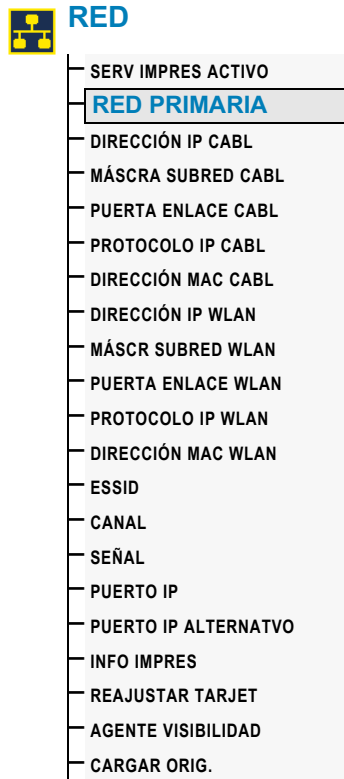 RED
SERV IMPRES ACTIVO
RED PRIMARIA
DIRECCIÓN IP CABL
MÁSCRA SUBRED CABL
PUERTA ENLACE CABL
PROTOCOLO IP CABL
DIRECCIÓN MAC CABL
DIRECCIÓN IP WLAN
MÁSCR SUBRED WLAN
PUERTA ENLACE WLAN
PROTOCOLO IP WLAN
DIRECCIÓN MAC WLAN
ESSID
CANAL
SEÑAL
PUERTO IP
PUERTO IP ALTERNATVO
INFO IMPRES
REAJUSTAR TARJET
AGENTE VISIBILIDAD
CARGAR ORIG.